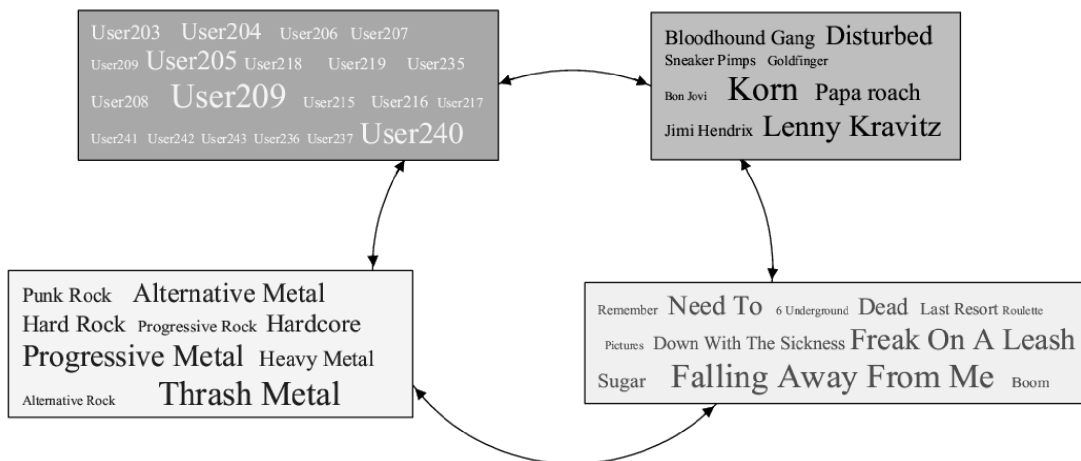 User203 User204 User206 User207
User209 User205 User218 User219 User235
User208 User209 User215 User216 User217
User241 User242 User243 User236 User237 User240
Bloodhound Gang Disturbed
Sneaker Pimps Goldfinger
Bon Jovi Korn Papa roach
Jimi Hendrix Lenny Kravitz
Punk Rock Alternative Metal
Hard Rock Progressive Rock Hardcore
Progressive Metal Heavy Metal
Alternative Rock Thrash Metal
Remember Need To 6 Underground Dead Last Resort Roulette
Pictures Down With The Sickness Freak On A Leash
Sugar Falling Away From Me Boom